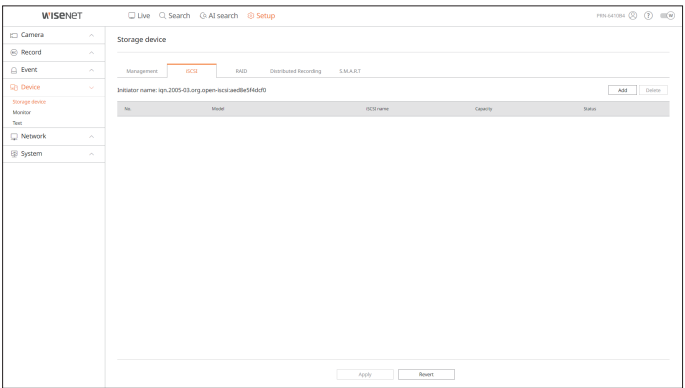 WISENET
Live Search AI search Setup
PRN-6410B4
Camera
Record
Event
Device
Storage device
Monitor
Text
Network
System
Storage device
Management iSCSI RAID Distributed Recording S.M.A.R.T
Initiator name: iqn.2005-03.org.open-iscsi:aed8e5f4dcf0
Add Delete
No. Model iSCSI name Capacity Status
Apply Revert